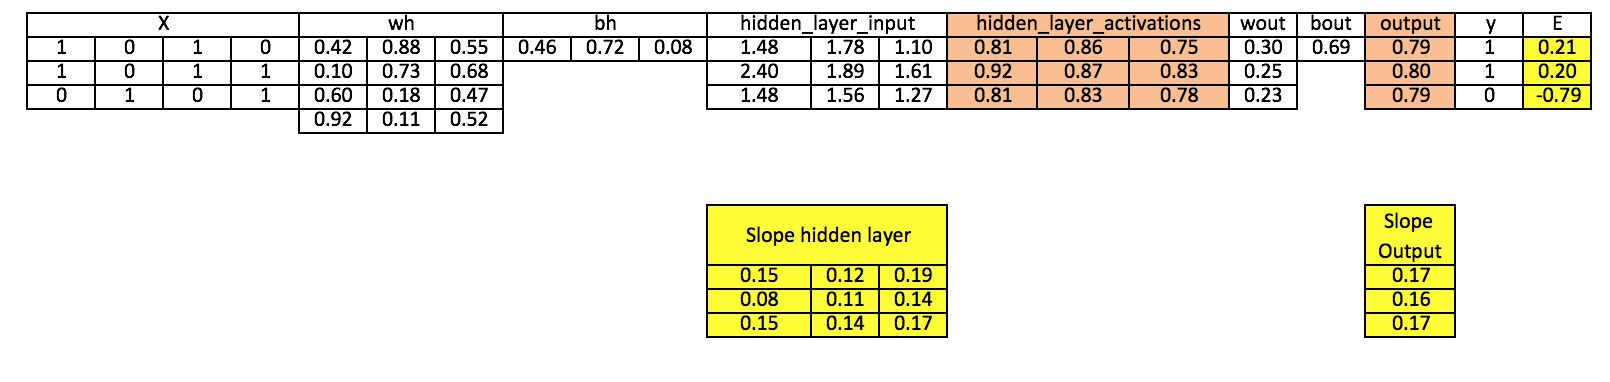 X wh bh hidden_layer_input hidden_layer_activations wout bout output y E
1 0 1 0 0.42 0.88 0.55 0.46 0.72 0.08 1.48 1.78 1.10 0.81 0.86 0.75 0.30 0.69 0.79 1 0.21
1 0 1 1 0.10 0.73 0.68 2.40 1.89 1.61 0.92 0.87 0.83 0.25 0.80 1 0.20
0 1 0 1 0.60 0.18 0.47 1.48 1.56 1.27 0.81 0.83 0.78 0.23 0.79 0 -0.79
0.92 0.11 0.52
Slope hidden layer
0.15 0.12 0.19
0.08 0.11 0.14
0.15 0.14 0.17
Slope
Output
0.17
0.16
0.17